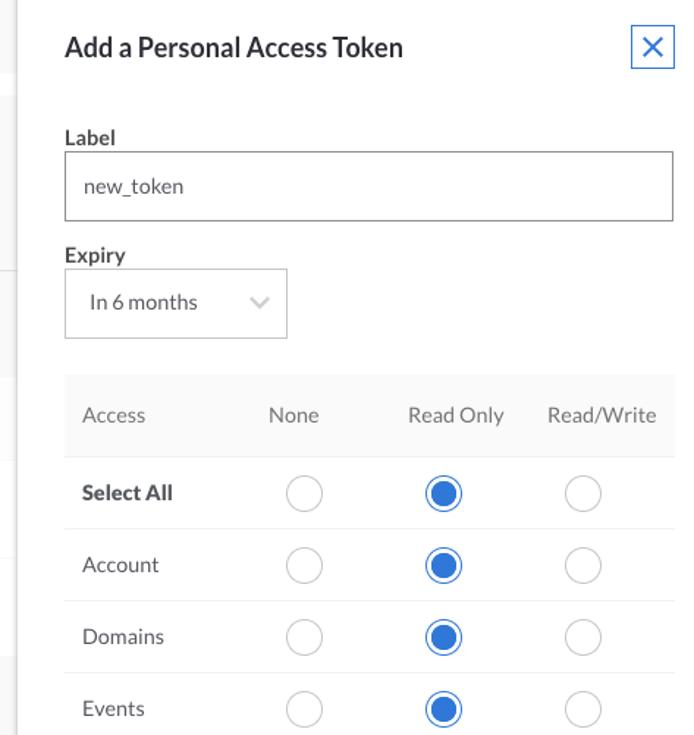 Add a Personal Access Token
Label
new_token
Expiry
In 6 months
Access None Read Only Read/Write
Select All
Account
Domains
Events